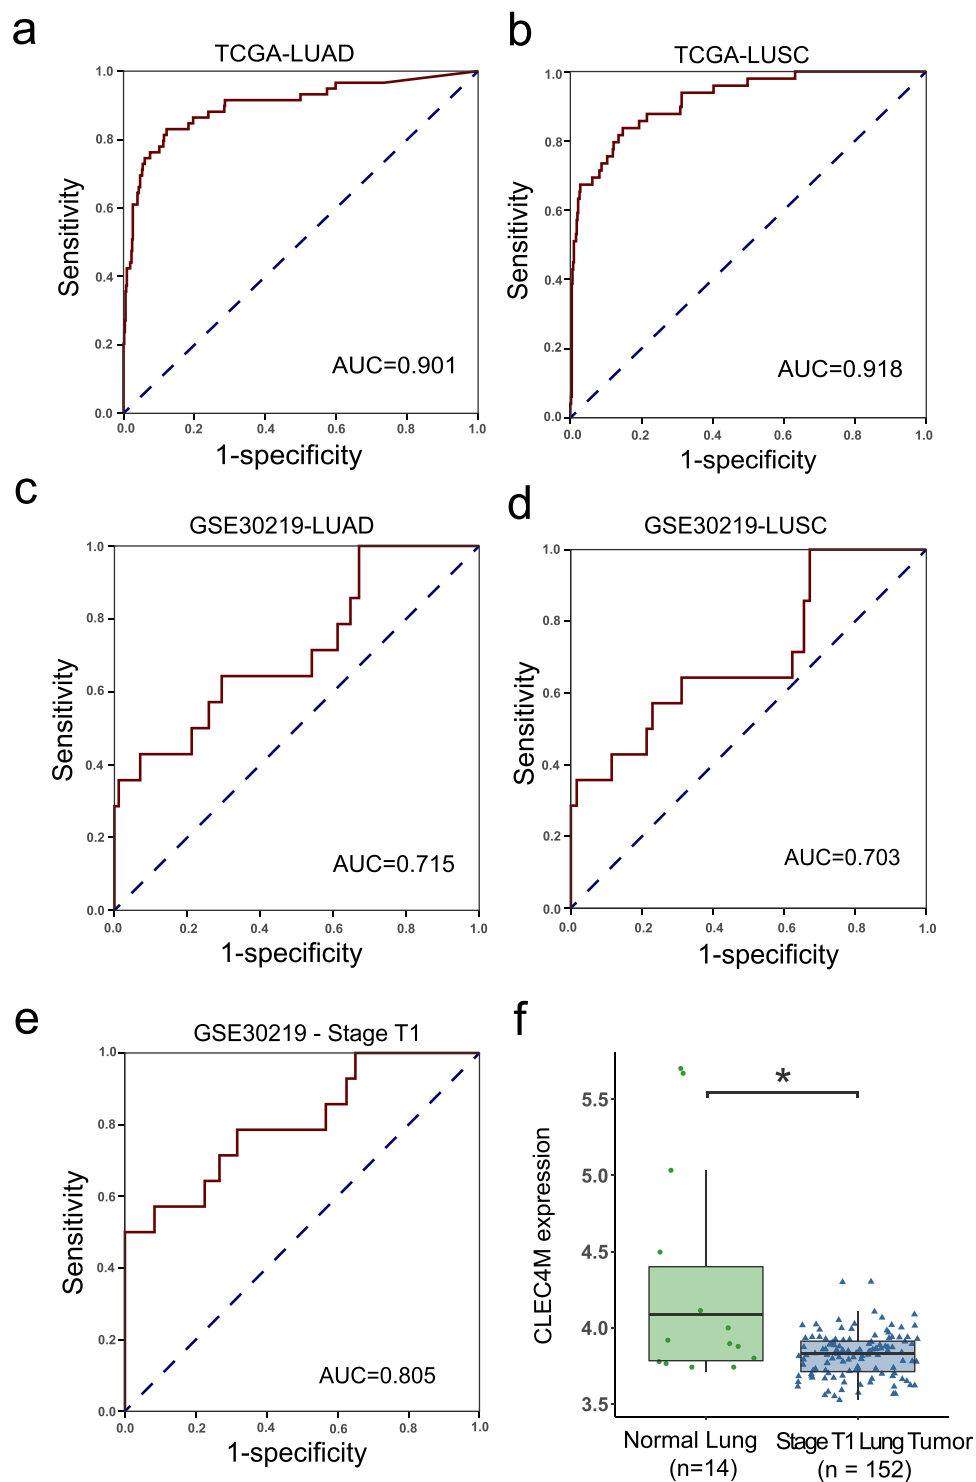 a
TCGA-LUAD
1.0
0.8
0.6
0.4
0.2
0.0
Sensitivity
AUC=0.901
0.0 0.2 0.4 0.6 0.8 1.0
1-specificity
b
TCGA-LUSC
1.0
0.8
0.6
0.4
0.2
0.0
Sensitivity
AUC=0.918
0.0 0.2 0.4 0.6 0.8 1.0
1-specificity
c
GSE30219-LUAD
1.0
0.8
0.6
0.4
0.2
0.0
Sensitivity
AUC=0.715
0.0 0.2 0.4 0.6 0.8 1.0
1-specificity
d
GSE30219-LUSC
1.0
0.8
0.6
0.4
0.2
0.0
Sensitivity
AUC=0.703
0.0 0.2 0.4 0.6 0.8 1.0
1-specificity
e
GSE30219 - Stage T1
1.0
0.8
0.6
0.4
0.2
0.0
Sensitivity
AUC=0.805
0.0 0.2 0.4 0.6 0.8 1.0
1-specificity
f
*
5.5
5.0
4.5
4.0
3.5
CLEC4M expression
Normal Lung
(n=14)
Stage T1 Lung Tumor
(n = 152)